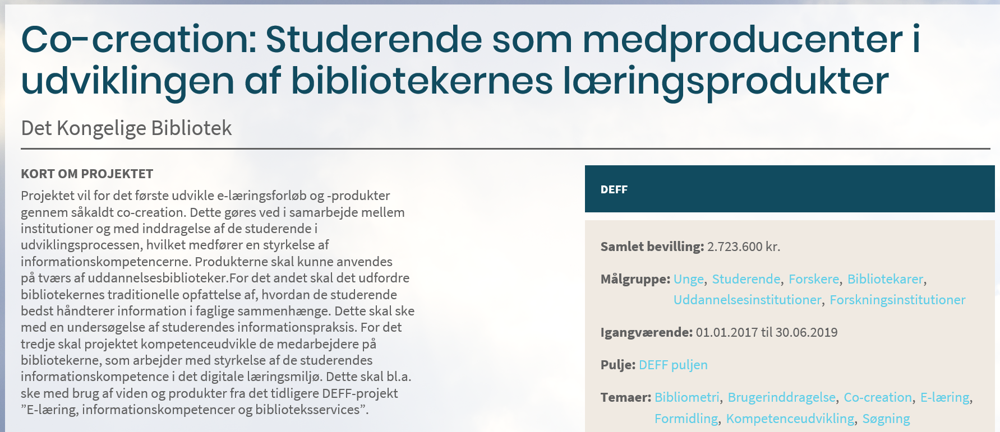 Co-creation: Studerende som medproducenter i
udviklingen af bibliotekernes læringsprodukter
Det Kongelige Bibliotek
KORT OM PROJEKTET
Projektet vil for det første udvikle e-læringsforløb og -produkter
gennem såkaldt co-creation. Dette gøres ved i samarbejde mellem
institutioner og med inddragelse af de studerende i
udviklingsprocessen, hvilket medfører en styrkelse af
informationskompetencerne. Produkterne skal kunne anvendes
på tværs af uddannelsesbiblioteker.For det andet skal det udfordre
bibliotekernes traditionelle opfattelse af, hvordan de studerende
bedst håndterer information i faglige sammenhænge. Dette skal ske
med en undersøgelse af studerendes informationspraksis. For det
tredje skal projektet kompetenceudvikle de medarbejdere på
bibliotekerne, som arbejder med styrkelse af de studerendes
informationskompetence i det digitale læringsmiljø. Dette skal bl.a.
ske med brug af viden og produkter fra det tidligere DEFF-projekt
”E-læring, informationskompetencer og biblioteksservices”.
DEFF
Samlet bevilling: 2.723.600 kr.
Målgruppe: Unge, Studerende, Forskere, Bibliotekarer,
Uddannelsesinstitutioner, Forskningsinstitutioner
Igangværende: 01.01.2017 til 30.06.2019
Pulje: DEFF puljen
Temaer: Bibliometri, Brugerinddragelse, Co-creation, E-læring,
Formidling, Kompetenceudvikling, Søgning